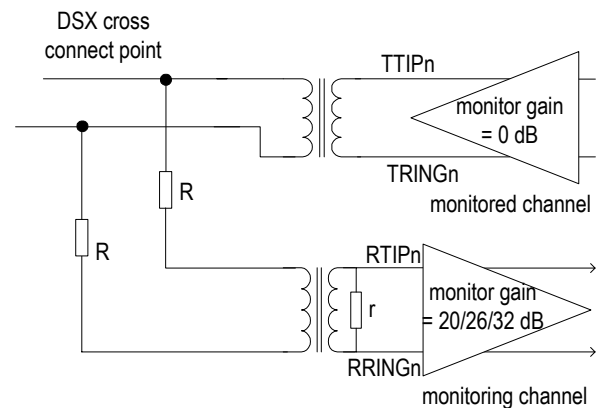 DSX cross
connect point
TTIPn
monitor gain
= 0 dB
TRINGn
monitored channel
R
R
RTIPn
monitor gain
= 20/26/32 dB
r
RRINGn
monitoring channel